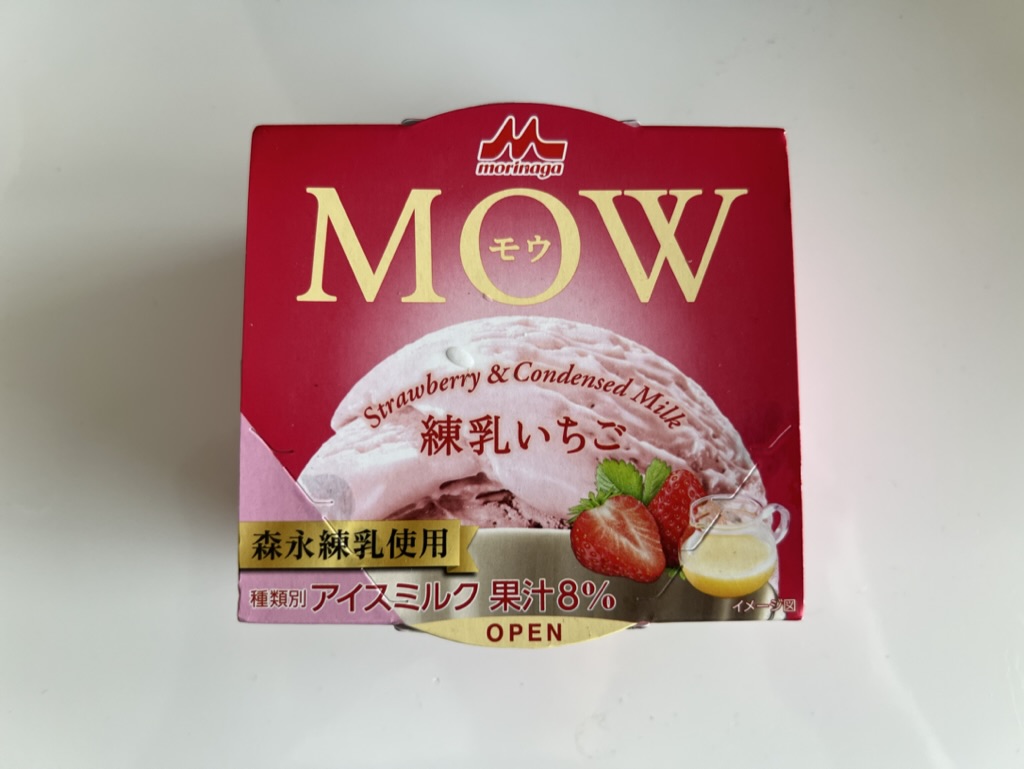 morinaga
MOW
モウ
Strawberry & Condensed Milk
練乳いちご
森永練乳使用
種類別 アイスミルク 果汁8%
イメージ図
OPEN